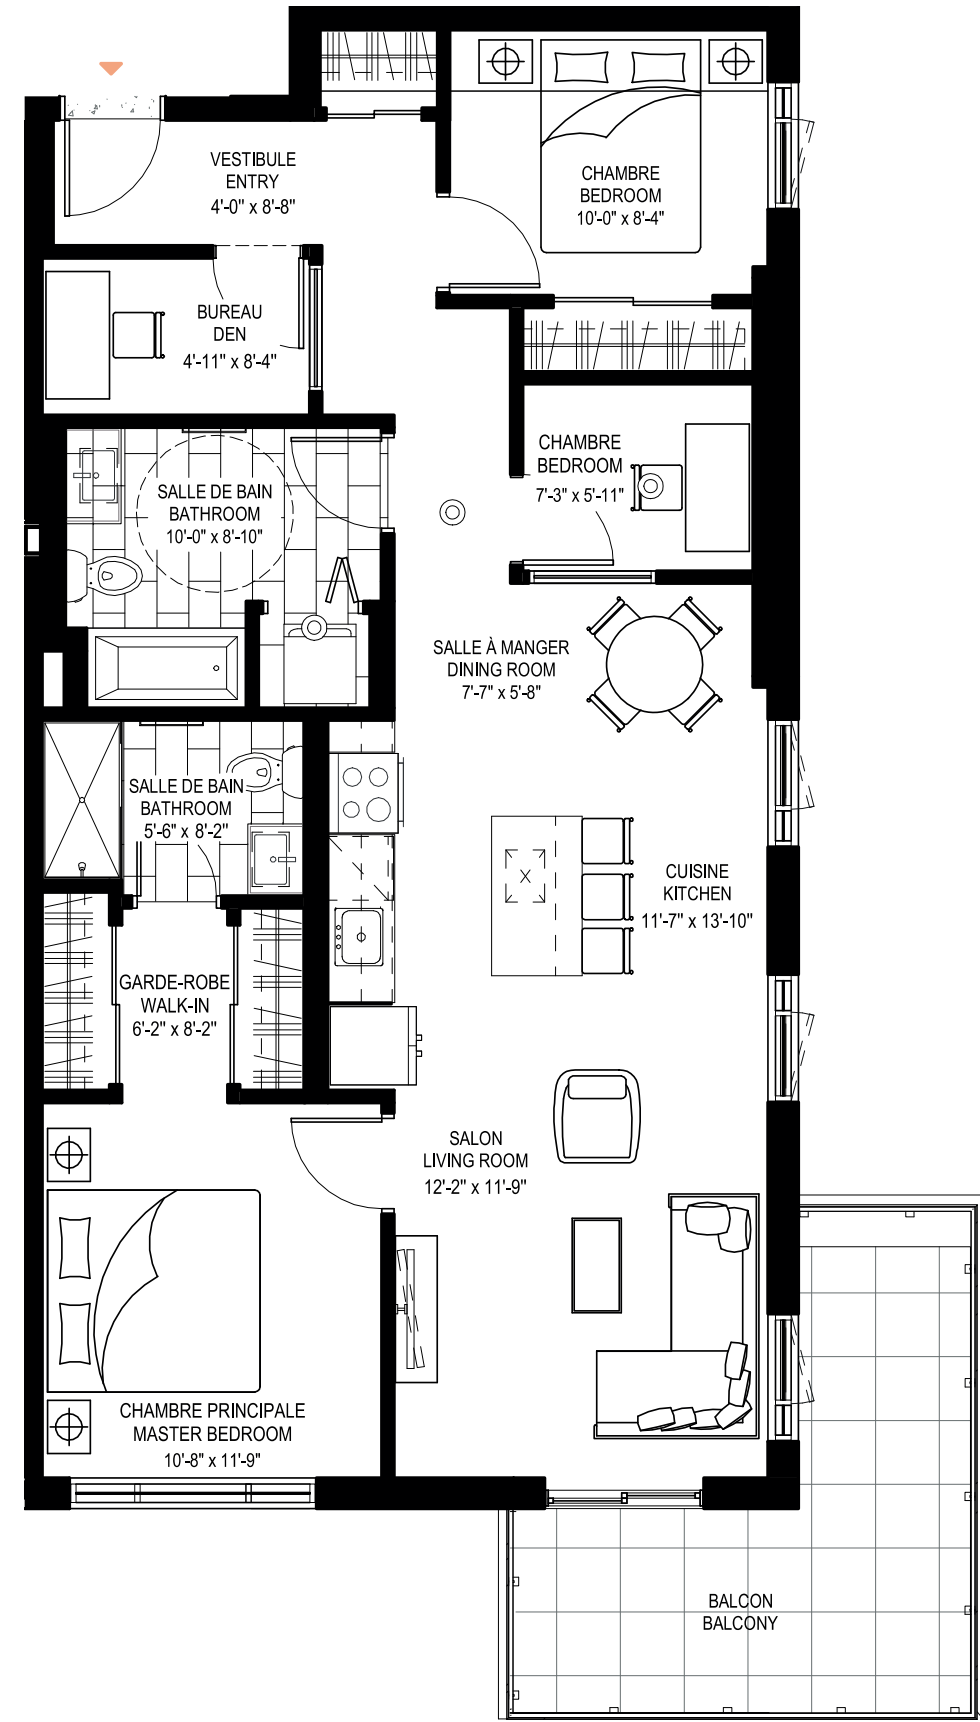 VESTIBULE
ENTRY
4'-0" x 8'-8"
CHAMBRE
BEDROOM
10'-0" x 8'-4"
BUREAU
DEN
4'-11" x 8'-4"
CHAMBRE
BEDROOM
7'-3" x 5'-11"
SALLE DE BAIN
BATHROOM
10'-0" x 8'-10"
SALLE À MANGER
DINING ROOM
7'-7" x 5'-8"
SALLE DE BAIN
BATHROOM
5'-6" x 8'-2"
CUISINE
KITCHEN
11'-7" x 13'-10"
GARDE-ROBE
WALK-IN
6'-2" x 8'-2"
SALON
LIVING ROOM
12'-2" x 11'-9"
CHAMBRE PRINCIPALE
MASTER BEDROOM
10'-8" x 11'-9"
BALCON
BALCONY